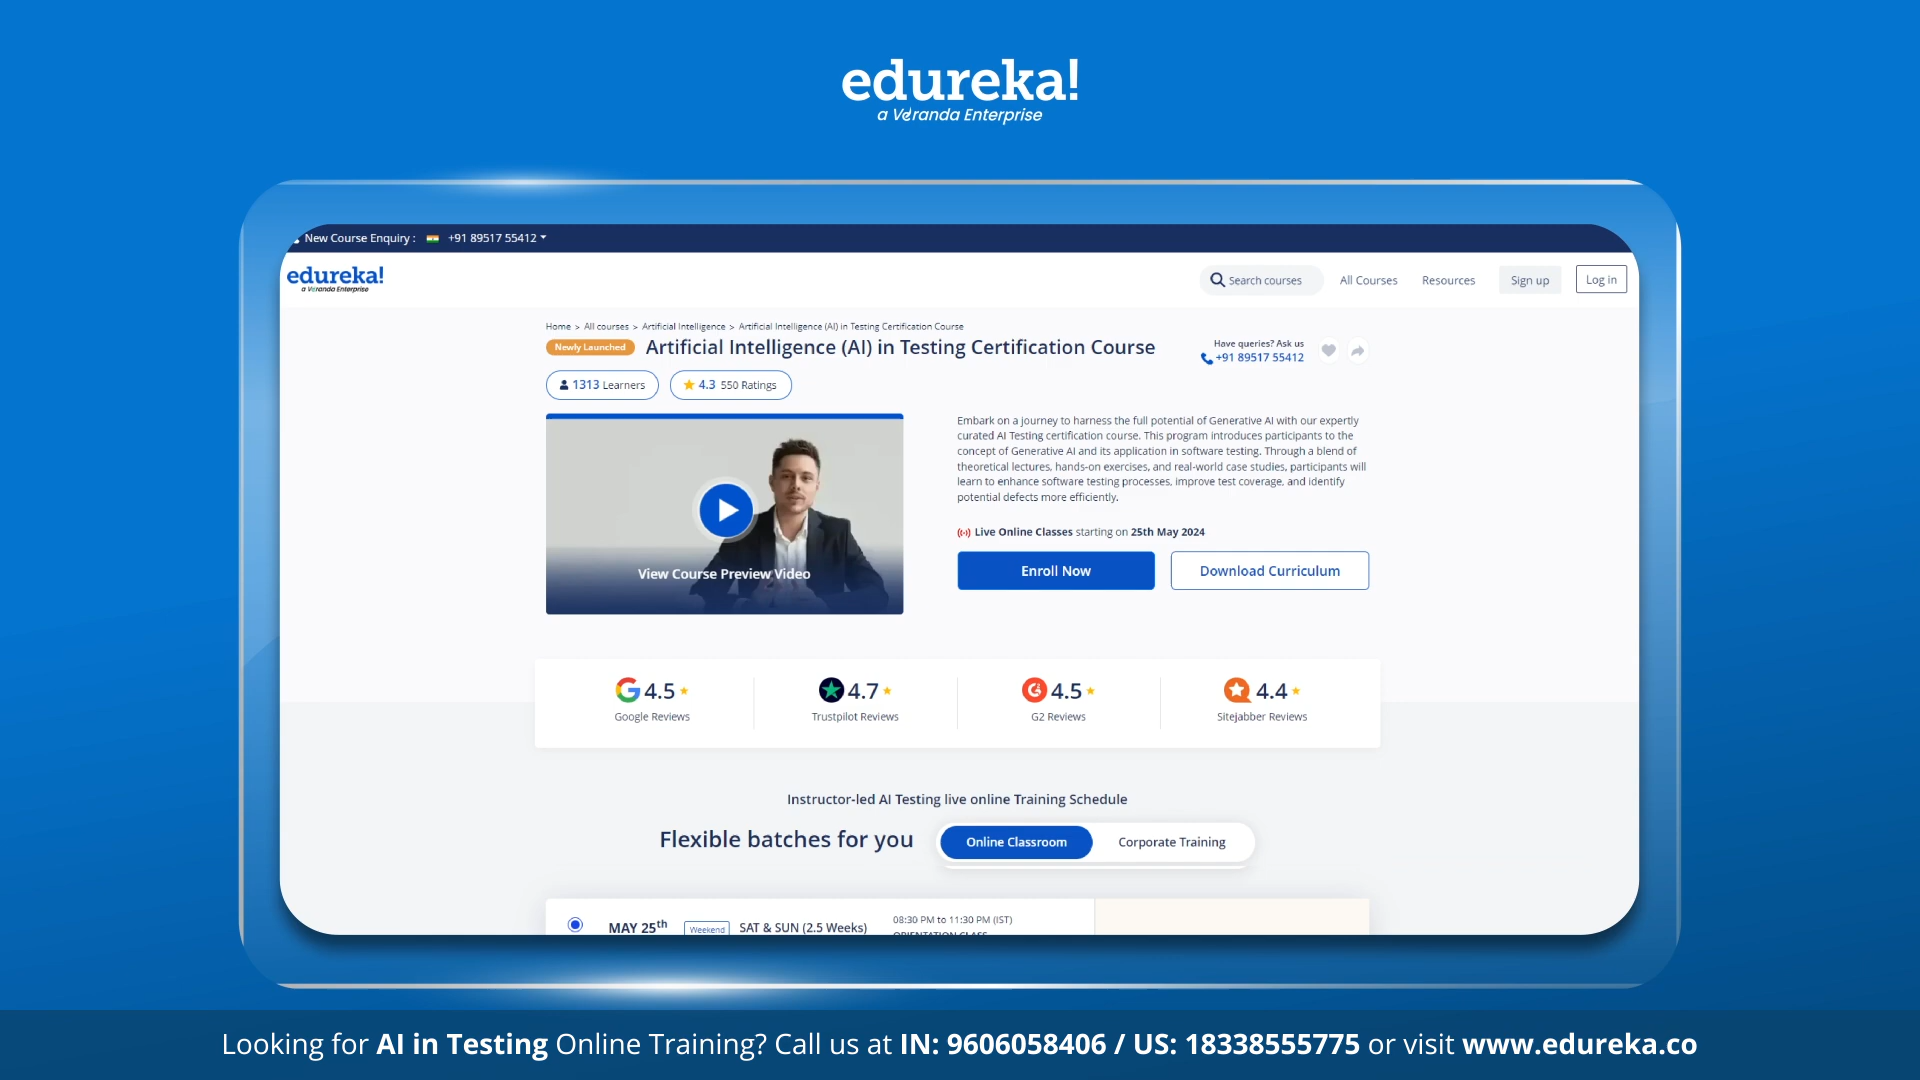 edureka!
a Veranda Enterprise
New Course Enquiry : +91 89517 55412
edureka!
a Veranda Enterprise
Search courses
All Courses
Resources
Sign up
Log in
Home > All courses > Artificial Intelligence > Artificial Intelligence (AI) in Testing Certification Course
Newly Launched
Artificial Intelligence (AI) in Testing Certification Course
Have queries? Ask us
+91 89517 55412
1313 Learners
4.3 550 Ratings
View Course Preview Video
Embark on a journey to harness the full potential of Generative AI with our expertly
curated AI Testing certification course. This program introduces participants to the
concept of Generative AI and its application in software testing. Through a blend of
theoretical lectures, hands-on exercises, and real-world case studies, participants will
learn to enhance software testing processes, improve test coverage, and identify
potential defects more efficiently.
Live Online Classes starting on 25th May 2024
Enroll Now
Download Curriculum
4.5
Google Reviews
4.7
Trustpilot Reviews
4.5
G2 Reviews
4.4
Sitejabber Reviews
Instructor-led AI Testing live online Training Schedule
Flexible batches for you
Online Classroom
Corporate Training
MAY 25th
Weekend
SAT & SUN (2.5 Weeks)
08:30 PM to 11:30 PM (IST)
ORIENTATION CLASS
Looking for AI in Testing Online Training? Call us at IN: 9606058406 / US: 18338555775 or visit www.edureka.co